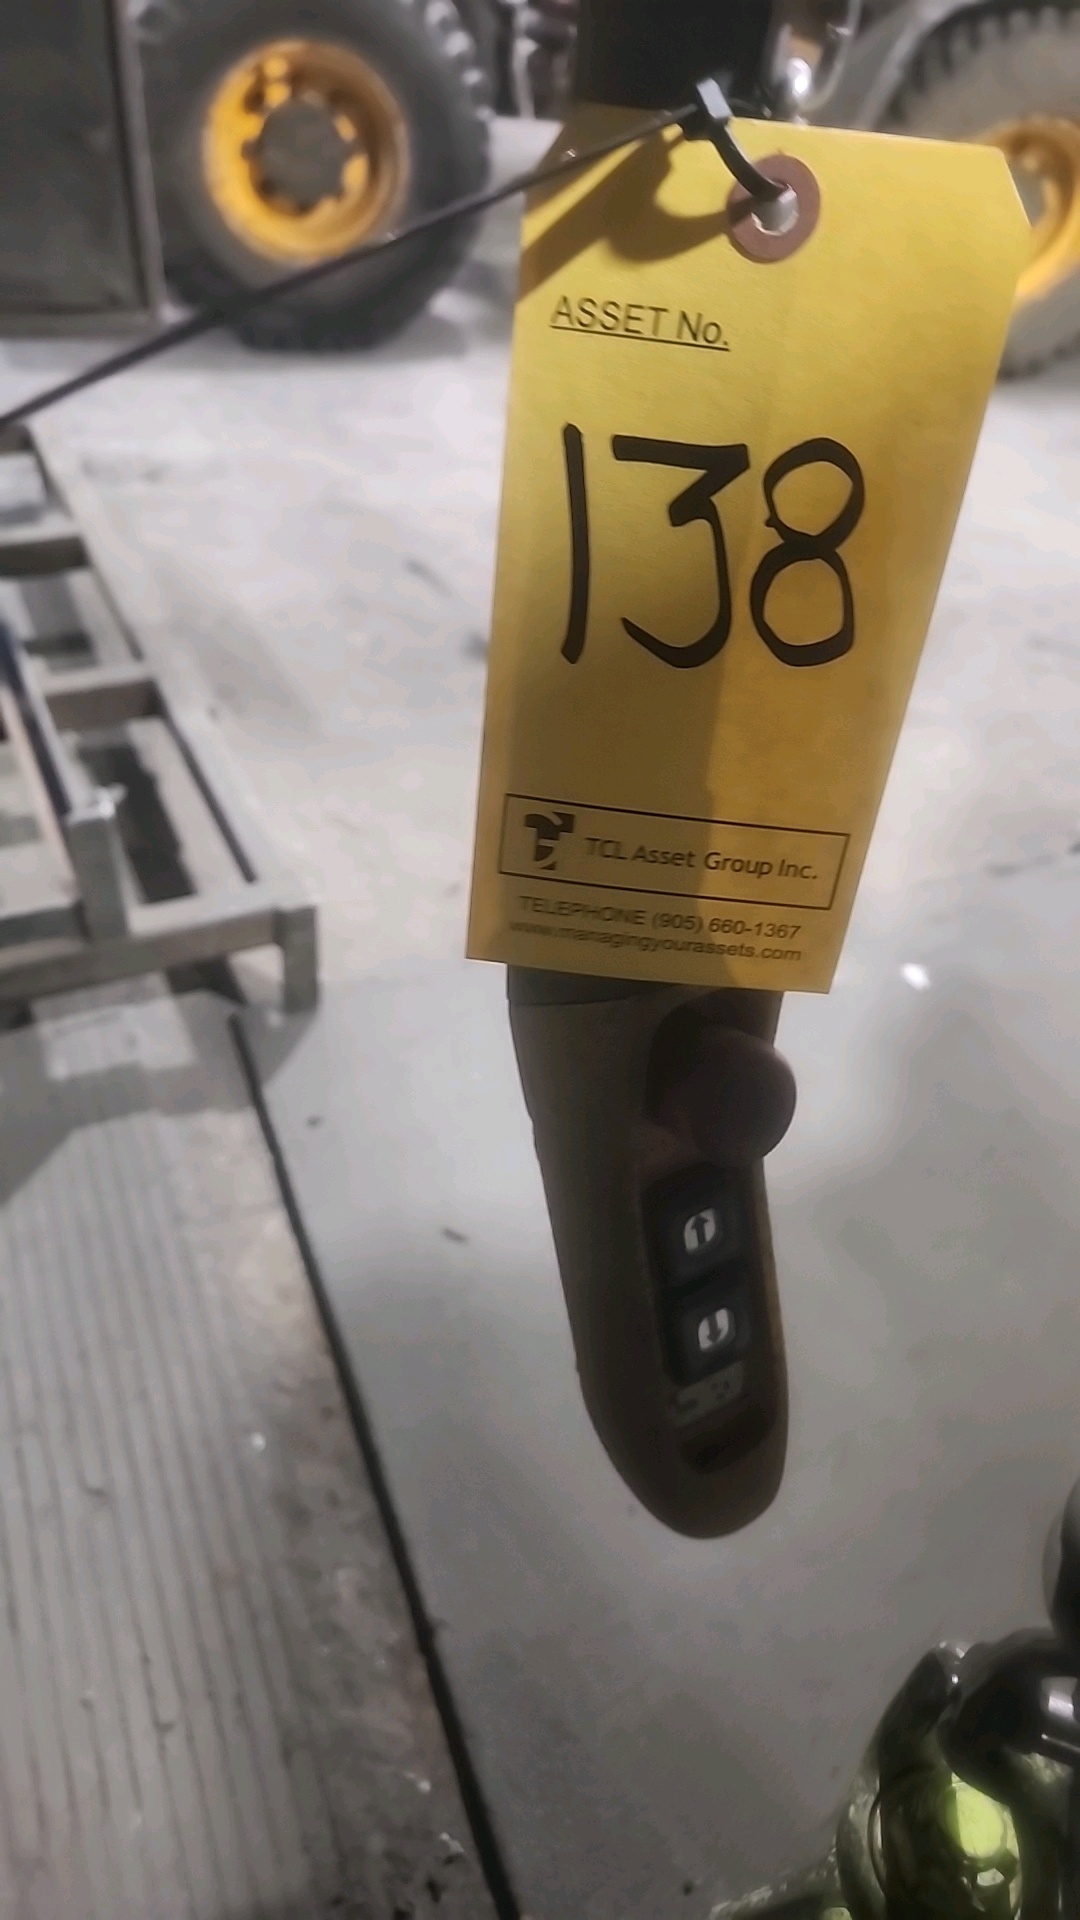 ASSET No.
138
TCL Asset Group Inc.
TELEPHONE (905) 660-1367
www.managingyourassets.com